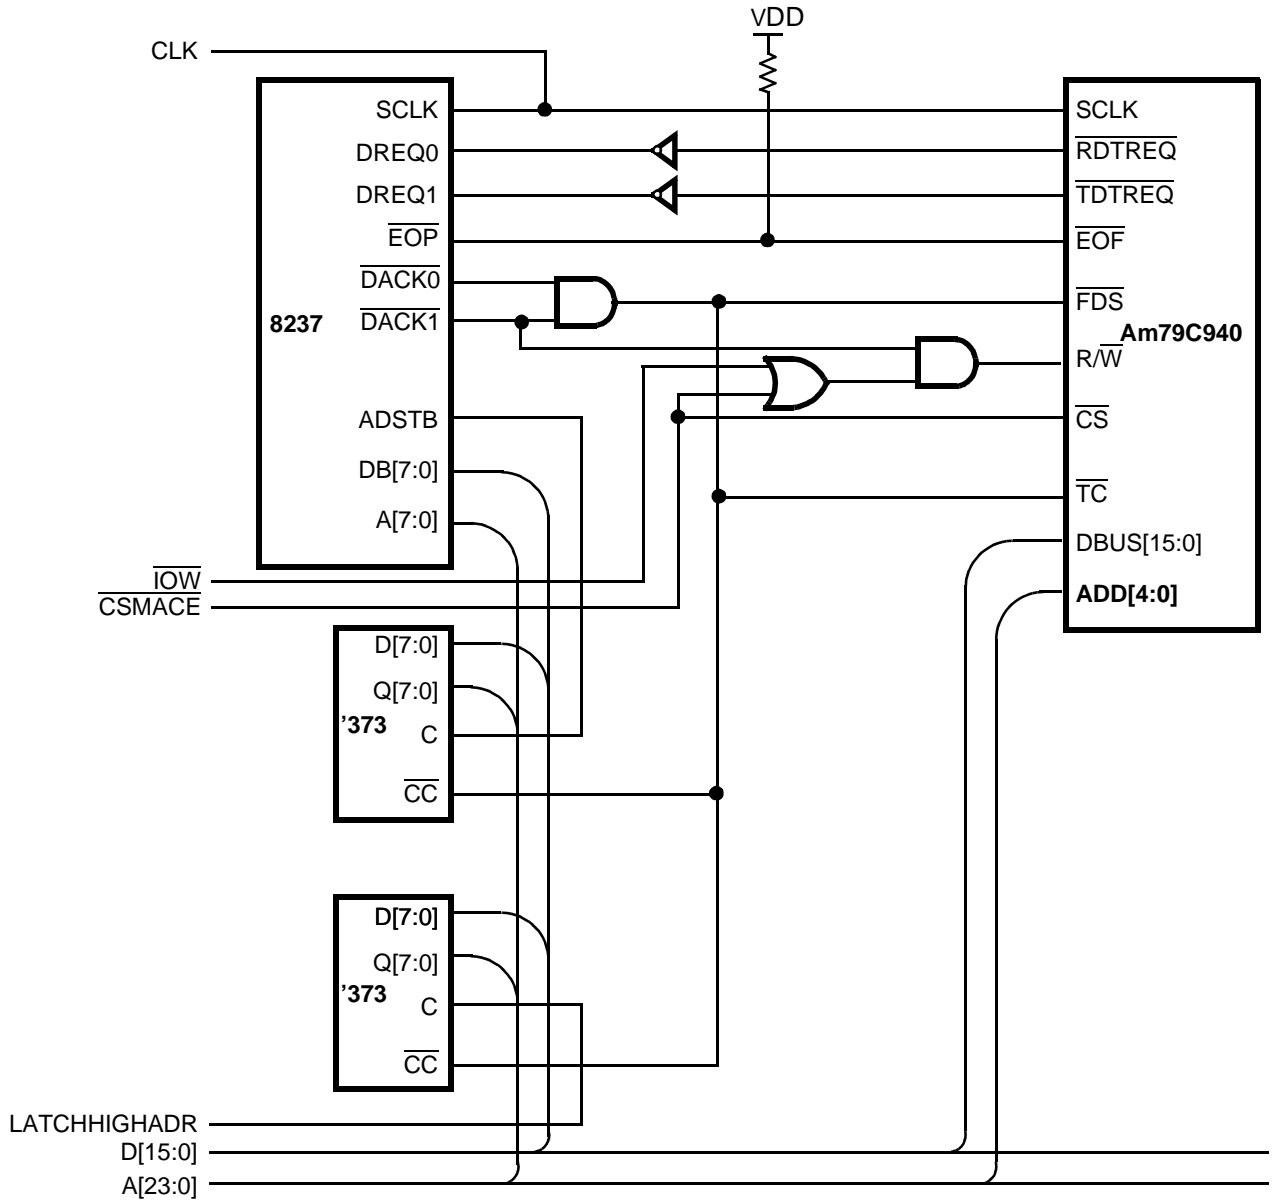 VDD
CLK
SCLK
DREQ0
DREQ1
EOP
DACK0
8237
DACK1
ADSTB
DB[7:0]
A[7:0]
SCLK
RDTREQ
TDTREQ
EOF
FDS
Am79C940
R/W
CS
TC
DBUS[15:0]
ADD[4:0]
IOW
CSMACE
D[7:0]
Q[7:0]
’373
C
CC
D[7:0]
Q[7:0]
’373
C
CC
LATCHHIGHADR
D[15:0]
A[23:0]